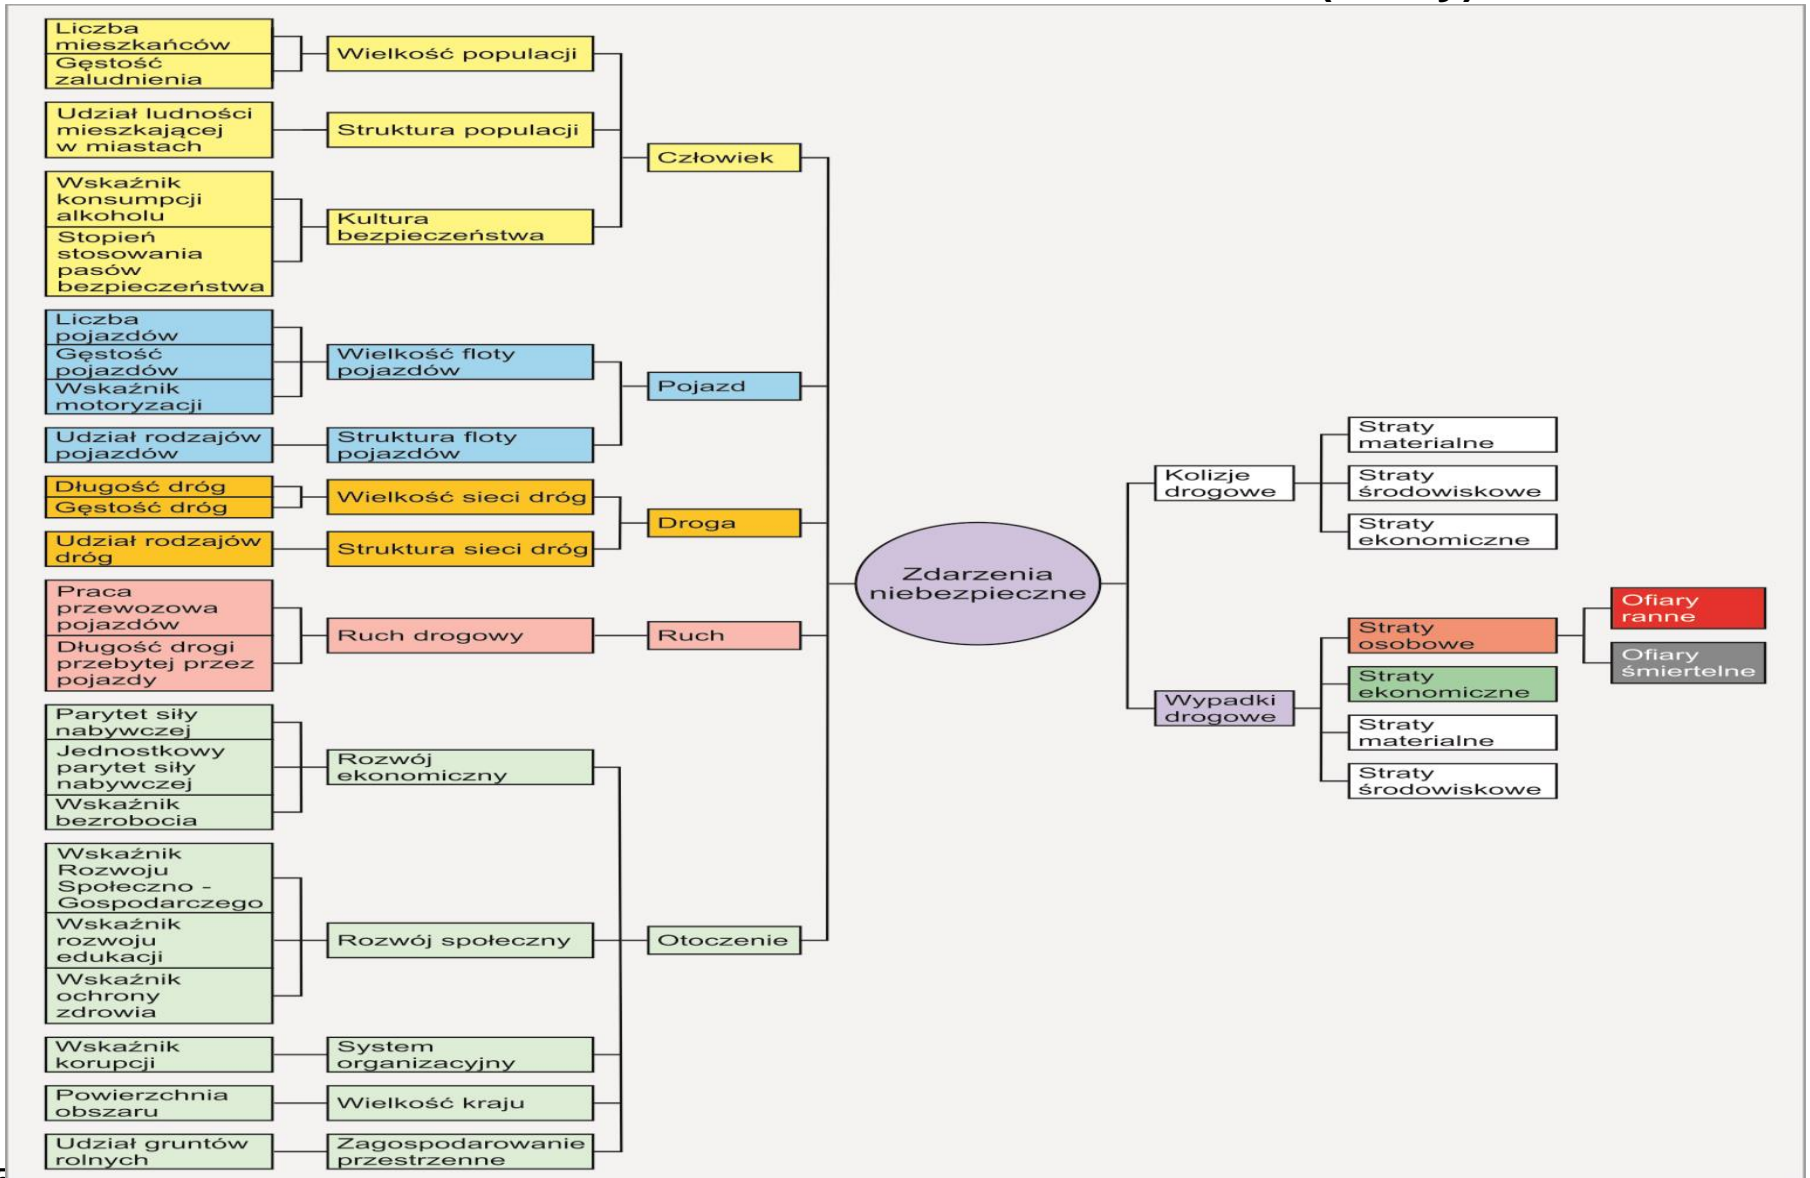 Liczba
mieszkańców
Gęstość
zaludnienia
Wielkość populacji
Udział ludności
mieszkającej
w miastach
Struktura populacji
Człowiek
Wskaźnik
konsumpcji
alkoholu
Stopień
stosowania
pasów
bezpieczeństwa
Kultura
bezpieczeństwa
Liczba
pojazdów
Gęstość
pojazdów
Wskaźnik
motoryzacji
Wielkość floty
pojazdów
Pojazd
Udział rodzajów
pojazdów
Struktura floty
pojazdów
Długość dróg
Gęstość dróg
Wielkość sieci dróg
Droga
Udział rodzajów
dróg
Struktura sieci dróg
Praca
przewozowa
pojazdów
Długość drogi
przebytej przez
pojazdy
Ruch drogowy
Ruch
Parytet siły
nabywczej
Jednostkowy
parytet siły
nabywczej
Wskaźnik
bezrobocia
Rozwój
ekonomiczny
Wskaźnik
Rozwoju
Społeczno -
Gospodarczego
Wskaźnik
rozwoju
edukacji
Wskaźnik
ochrony
zdrowia
Rozwój społeczny
Otoczenie
Wskaźnik
korupcji
System
organizacyjny
Powierzchnia
obszaru
Wielkość kraju
Udział gruntów
rolnych
Zagospodarowanie
przestrzenne
Zdarzenia
niebezpieczne
Kolizje
drogowe
Straty
materialne
Straty
środowiskowe
Straty
ekonomiczne
Wypadki
drogowe
Straty
osobowe
Straty
ekonomiczne
Straty
materialne
Straty
środowiskowe
Ofiary
ranne
Ofiary
śmiertelne